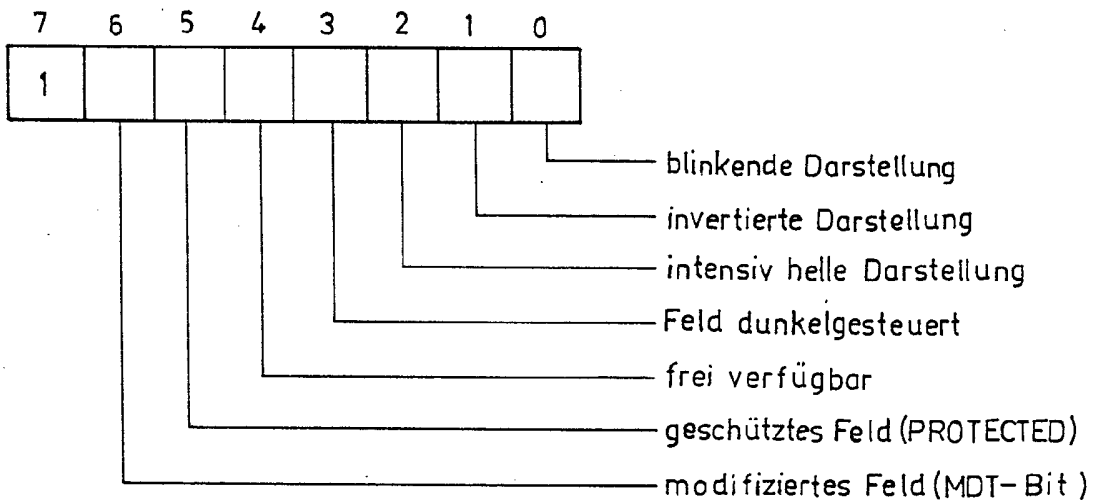 7 6 5 4 3 2 1 0
1
blinkende Darstellung
invertierte Darstellung
intensiv helle Darstellung
Feld dunkelgesteuert
frei verfügbar
geschütztes Feld (PROTECTED)
modifiziertes Feld (MDT-Bit )